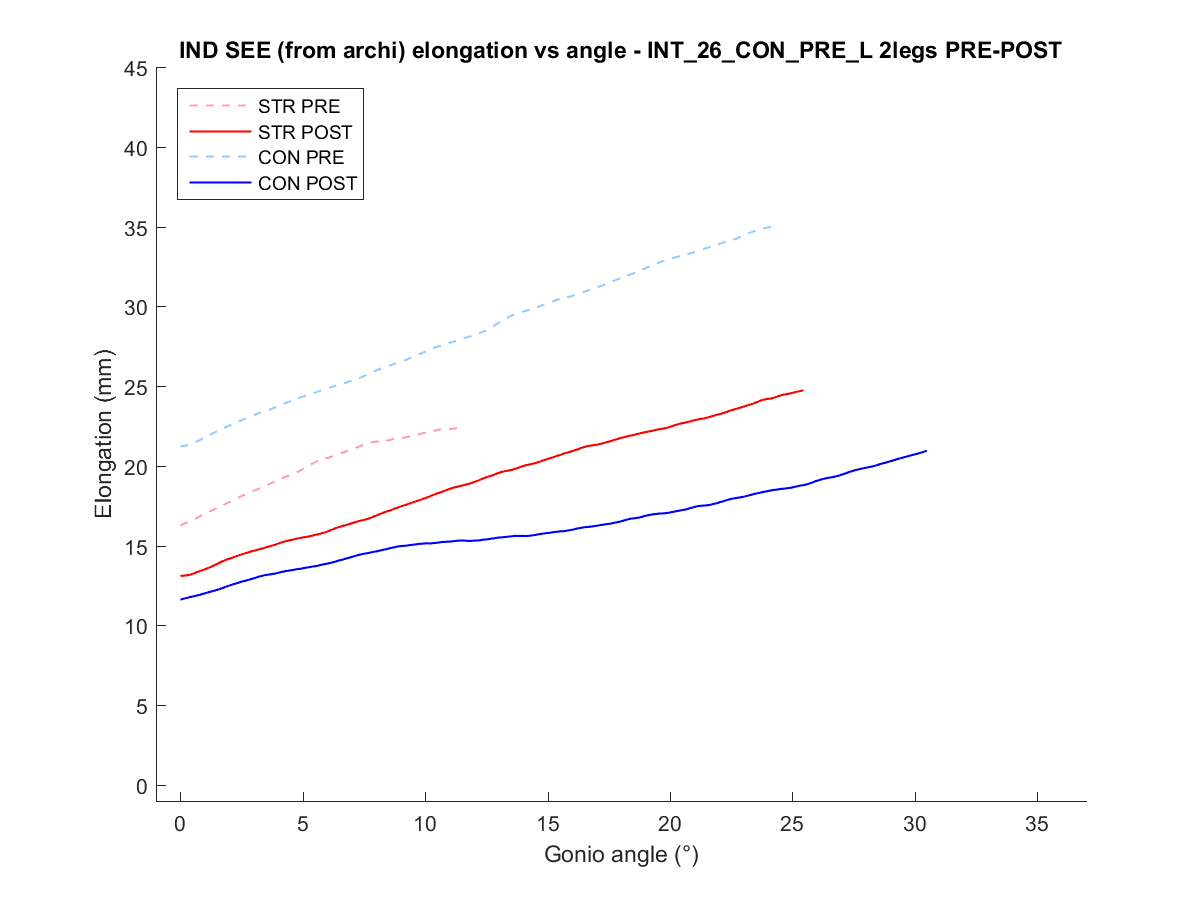 IND SEE (from archi) elongation vs angle - INT_26_CON_PRE_L 2legs PRE-POST
45
40
35
30
25
20
15
10
5
0
Elongation (mm)
STR PRE
STR POST
CON PRE
CON POST
0 5 10 15 20 25 30 35
Gonio angle (°)